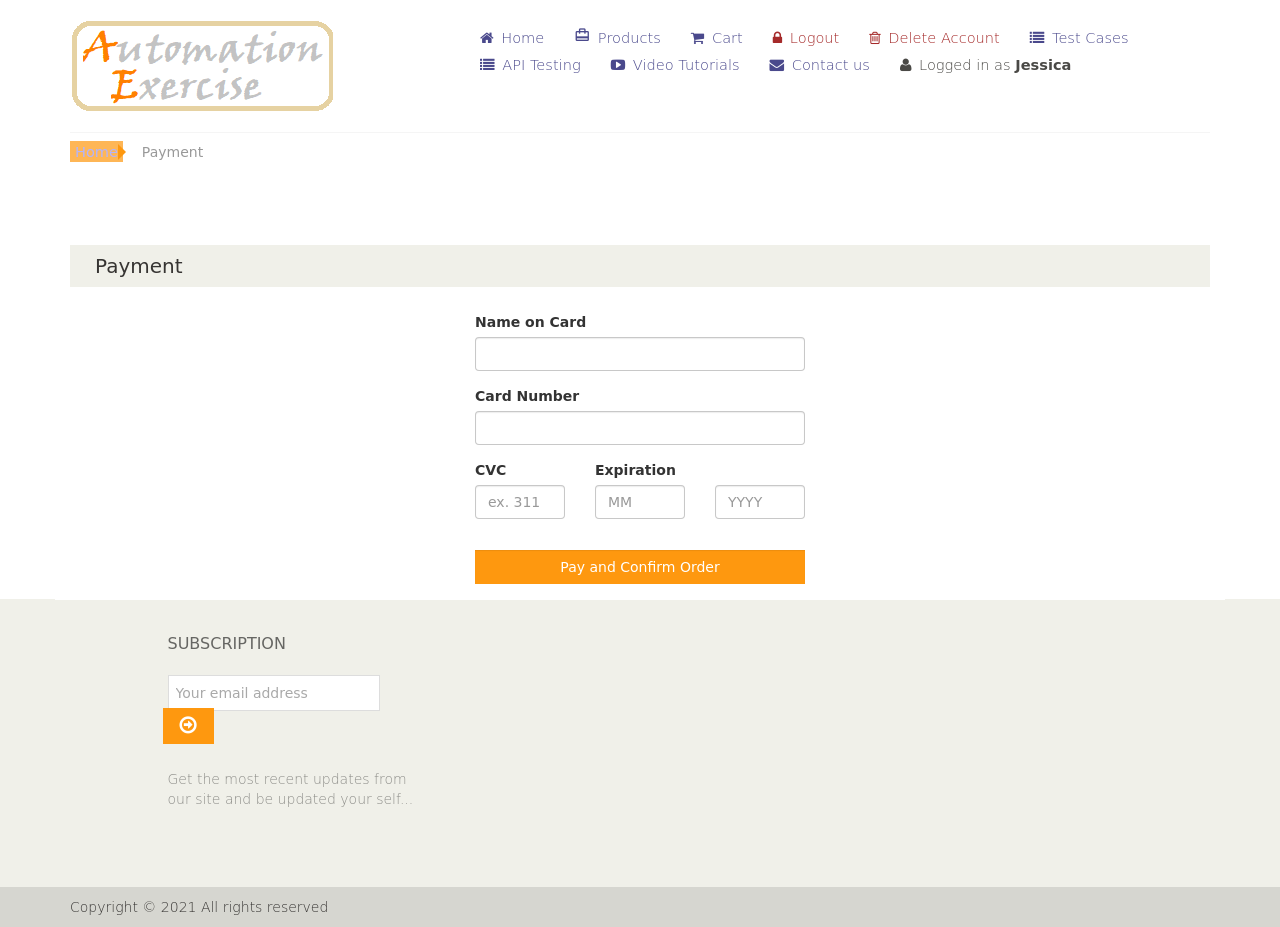 Automation
Exercise
Home Products Cart Logout Delete Account Test Cases
API Testing Video Tutorials Contact us Logged in as Jessica
Home Payment
Payment
Name on Card
Card Number
CVC Expiration
ex. 311 MM YYYY
Pay and Confirm Order
SUBSCRIPTION
Your email address
Get the most recent updates from
our site and be updated your self...
Copyright © 2021 All rights reserved